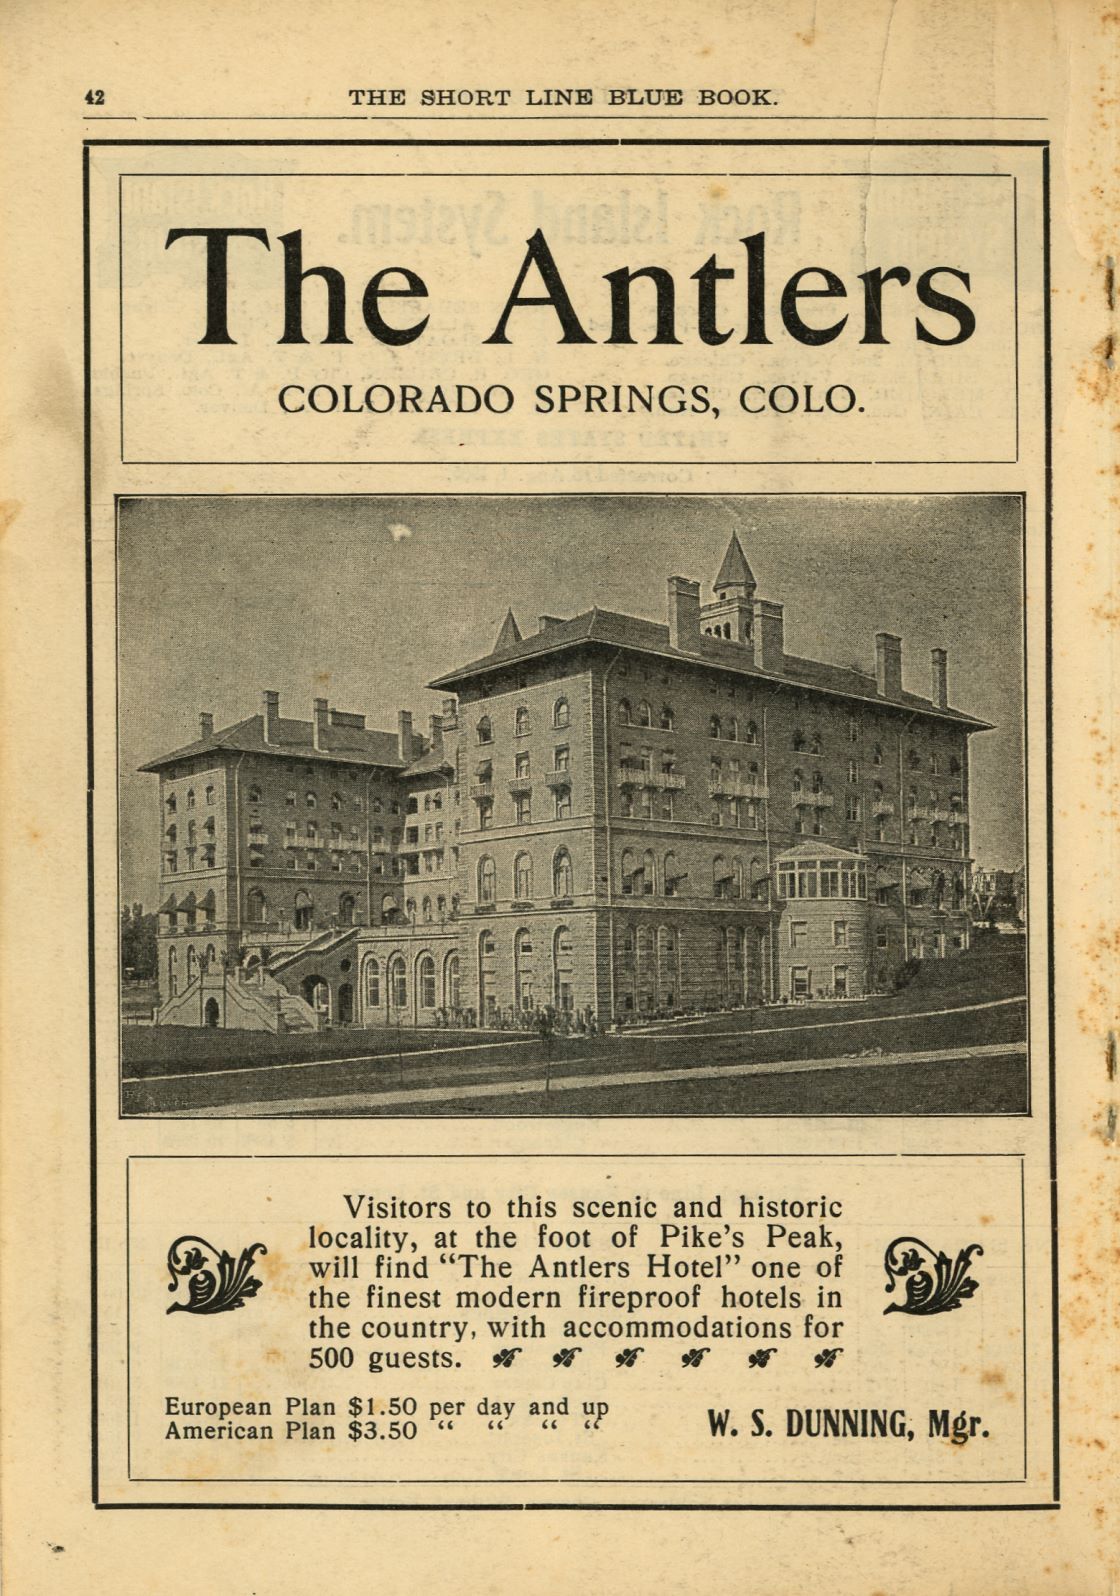 42
THE SHORT LINE BLUE BOOK.
The Antlers
COLORADO SPRINGS, COLO.
Visitors to this scenic and historic
locality, at the foot of Pike's Peak,
will find “The Antlers Hotel” one of
the finest modern fireproof hotels in
the country, with accommodations for
500 guests.
European Plan $1.50 per day and up
American Plan $3.50 “ “ “ “
W. S. DUNNING, Mgr.